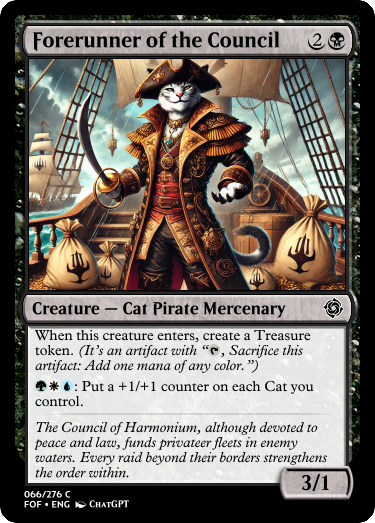 Forerunner of the Council 2
Creature — Cat Pirate Mercenary
When this creature enters, create a Treasure
token. (It's an artifact with “, Sacrifice this
artifact: Add one mana of any color.”)
: Put a +1/+1 counter on each Cat you
control.
The Council of Harmonium, although devoted to
peace and law, funds privateer fleets in enemy
waters. Every raid beyond their borders strengthens
the order within.
3/1
066/276 C
FOF • ENG ChatGPT